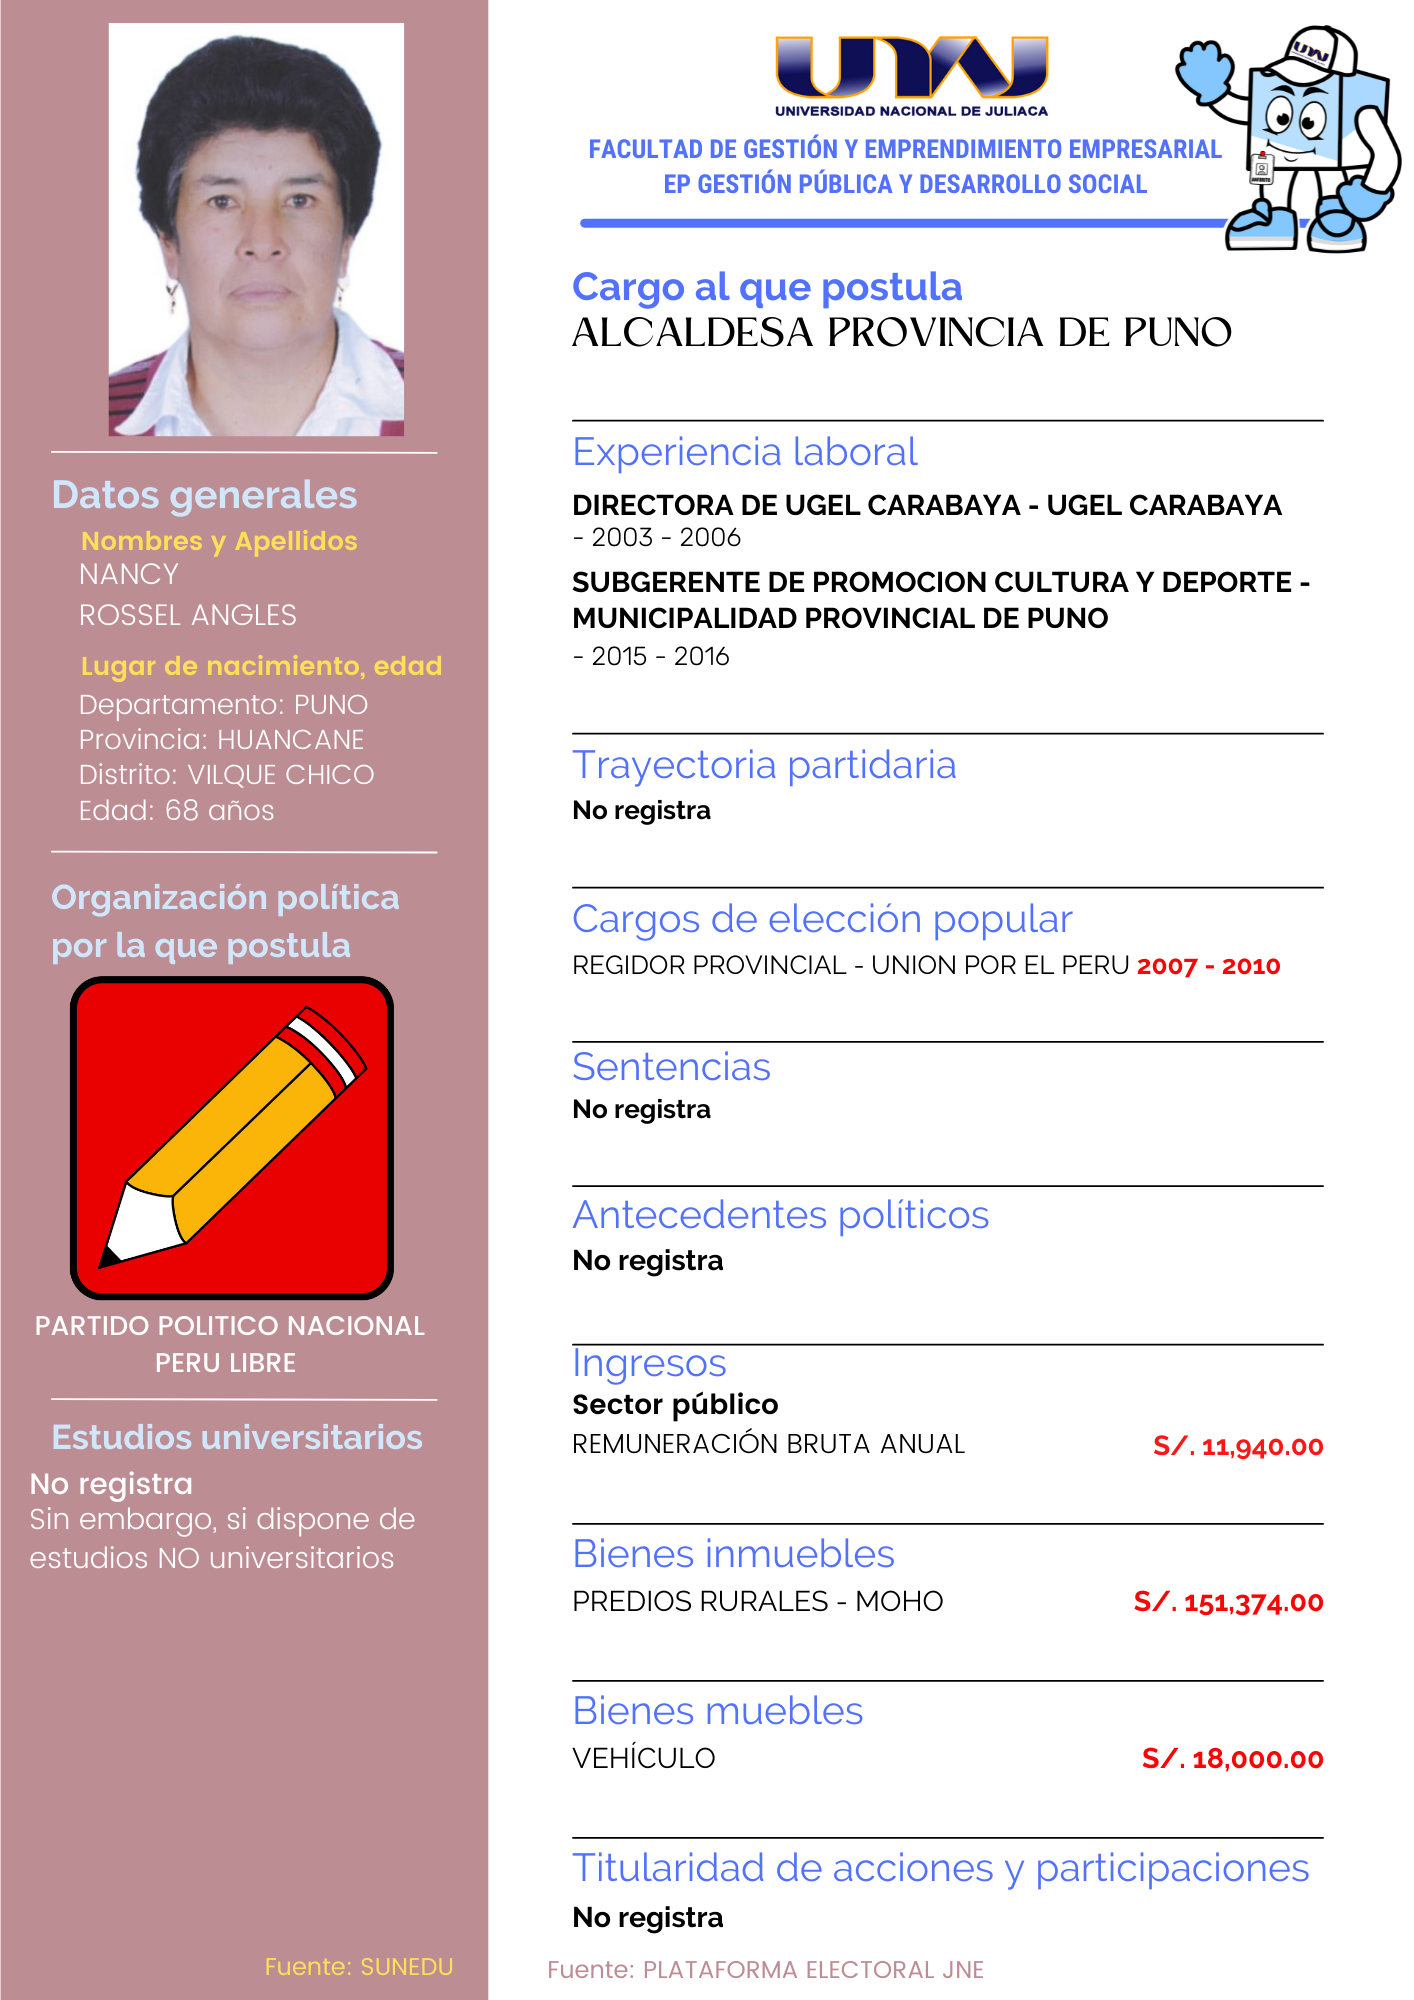 Datos generales
Nombres y Apellidos
NANCY
ROSSEL ANGLES
Lugar de nacimiento, edad
Departamento: PUNO
Provincia: HUANCANE
Distrito: VILQUE CHICO
Edad: 68 años
Organización política
por la que postula
PARTIDO POLITICO NACIONAL
PERU LIBRE
Estudios universitarios
No registra
Sin embargo, si dispone de
estudios NO universitarios
Fuente: SUNEDU
UNAJ
UNIVERSIDAD NACIONAL DE JULIACA
FACULTAD DE GESTIÓN Y EMPRENDIMIENTO EMPRESARIAL
EP GESTIÓN PÚBLICA Y DESARROLLO SOCIAL
UNAJ
ANFORITO
Cargo al que postula
ALCALDESA PROVINCIA DE PUNO
Experiencia laboral
DIRECTORA DE UGEL CARABAYA - UGEL CARABAYA
- 2003 - 2006
SUBGERENTE DE PROMOCION CULTURA Y DEPORTE -
MUNICIPALIDAD PROVINCIAL DE PUNO
- 2015 - 2016
Trayectoria partidaria
No registra
Cargos de elección popular
REGIDOR PROVINCIAL - UNION POR EL PERU 2007 - 2010
Sentencias
No registra
Antecedentes políticos
No registra
Ingresos
Sector público
REMUNERACIÓN BRUTA ANUAL S/. 11,940.00
Bienes inmuebles
PREDIOS RURALES - MOHO S/. 151,374.00
Bienes muebles
VEHÍCULO S/. 18,000.00
Titularidad de acciones y participaciones
No registra
Fuente: PLATAFORMA ELECTORAL JNE